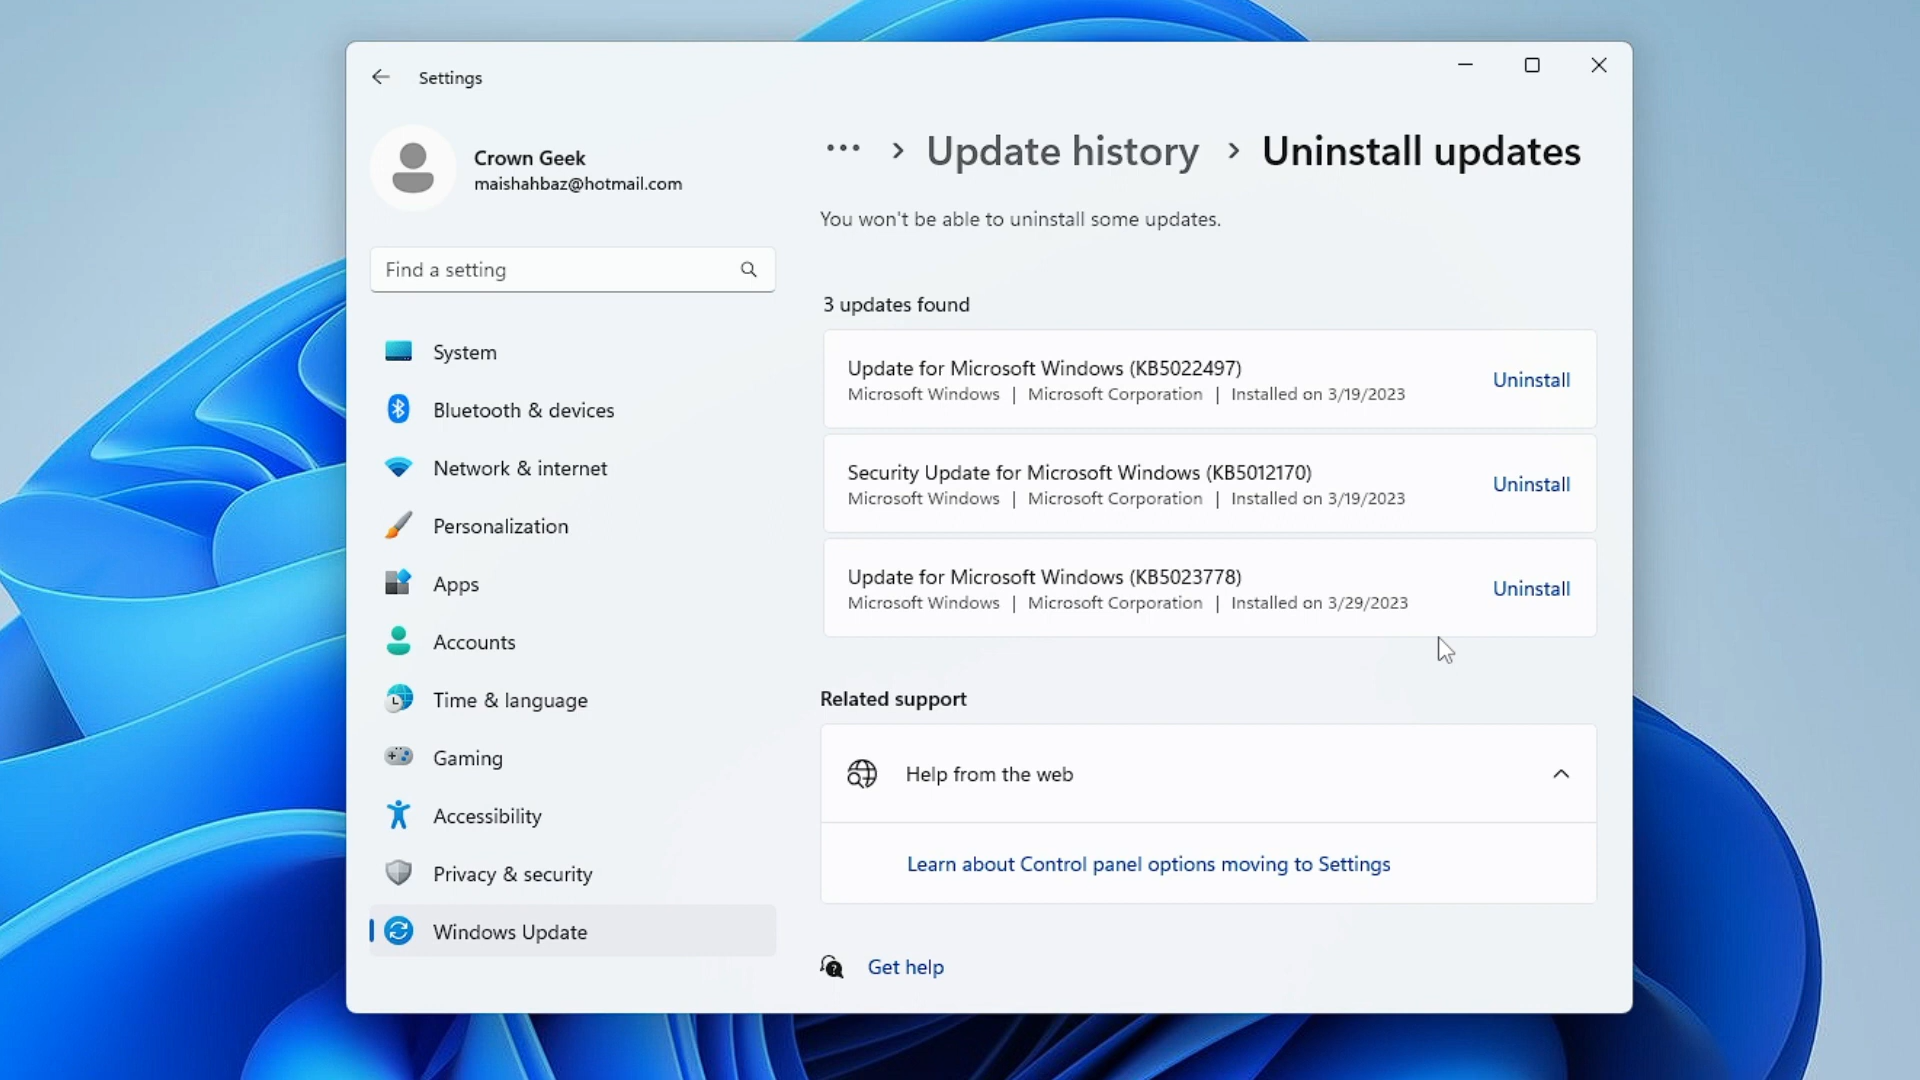 Settings
Crown Geek
maishahbaz@hotmail.com
Find a setting
System
Bluetooth & devices
Network & internet
Personalization
Apps
Accounts
Time & language
Gaming
Accessibility
Privacy & security
Windows Update
... > Update history > Uninstall updates
You won't be able to uninstall some updates.
3 updates found
Update for Microsoft Windows (KB5022497)
Microsoft Windows | Microsoft Corporation | Installed on 3/19/2023
Uninstall
Security Update for Microsoft Windows (KB5012170)
Microsoft Windows | Microsoft Corporation | Installed on 3/19/2023
Uninstall
Update for Microsoft Windows (KB5023778)
Microsoft Windows | Microsoft Corporation | Installed on 3/29/2023
Uninstall
Related support
Help from the web
Learn about Control panel options moving to Settings
Get help